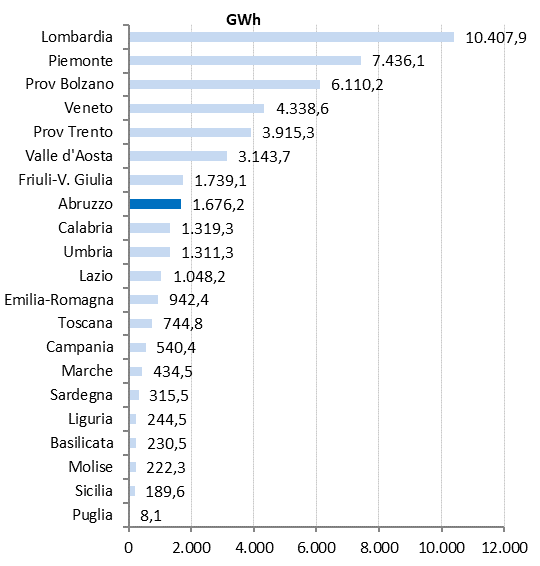 GWh
Lombardia 10.407,9
Piemonte 7.436,1
Prov Bolzano 6.110,2
Veneto 4.338,6
Prov Trento 3.915,3
Valle d'Aosta 3.143,7
Friuli-V. Giulia 1.739,1
Abruzzo 1.676,2
Calabria 1.319,3
Umbria 1.311,3
Lazio 1.048,2
Emilia-Romagna 942,4
Toscana 744,8
Campania 540,4
Marche 434,5
Sardegna 315,5
Liguria 244,5
Basilicata 230,5
Molise 222,3
Sicilia 189,6
Puglia 8,1
0 2.000 4.000 6.000 8.000 10.000 12.000